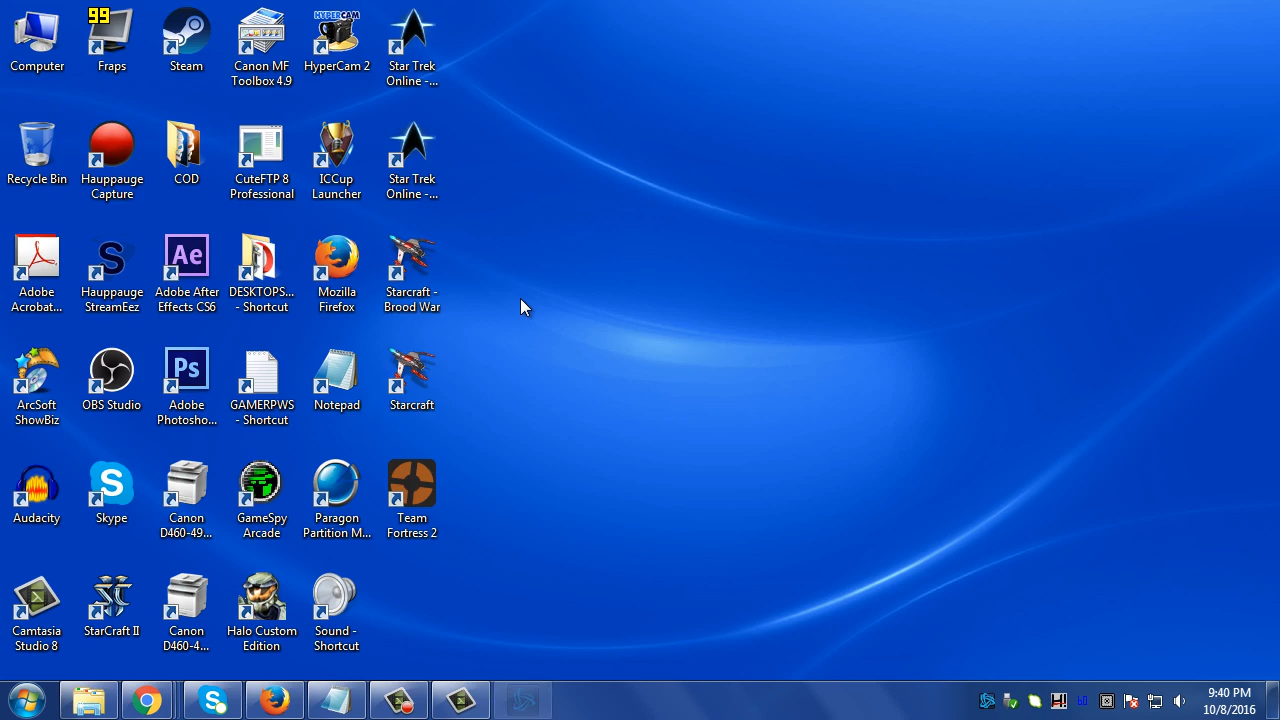 99
Computer
Fraps
Steam
Canon MF
Toolbox 4.9
HYPERCAM
HyperCam 2
Star Trek
Online -...
Recycle Bin
Hauppauge
Capture
COD
CuteFTP 8
Professional
ICCup
Launcher
Star Trek
Online -...
Adobe
Acrobat...
S
Hauppauge
StreamEez
Ae
Adobe After
Effects CS6
DESKTOPS...
- Shortcut
Mozilla
Firefox
Starcraft -
Brood War
ArcSoft
ShowBiz
OBS Studio
Ps
Adobe
Photosho...
GAMERPWS
- Shortcut
Notepad
Starcraft
Audacity
S
Skype
Canon
D460-49...
GameSpy
Arcade
Paragon
Partition M...
Team
Fortress 2
Camtasia
Studio 8
StarCraft II
Canon
D460-4...
Halo Custom
Edition
Sound -
Shortcut
S
9:40 PM
10/8/2016